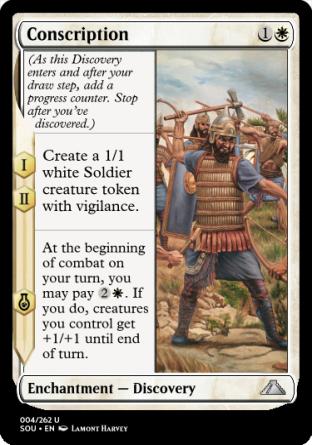 Conscription 1
(As this Discovery
enters and after your
draw step, add a
progress counter. Stop
after you've
discovered.)
I
II
Create a 1/1
white Soldier
creature token
with vigilance.
At the beginning
of combat on
your turn, you
may pay 2. If
you do, creatures
you control get
+1/+1 until end
of turn.
Enchantment — Discovery
004/262 U
SOU • EN LAMONT HARVEY